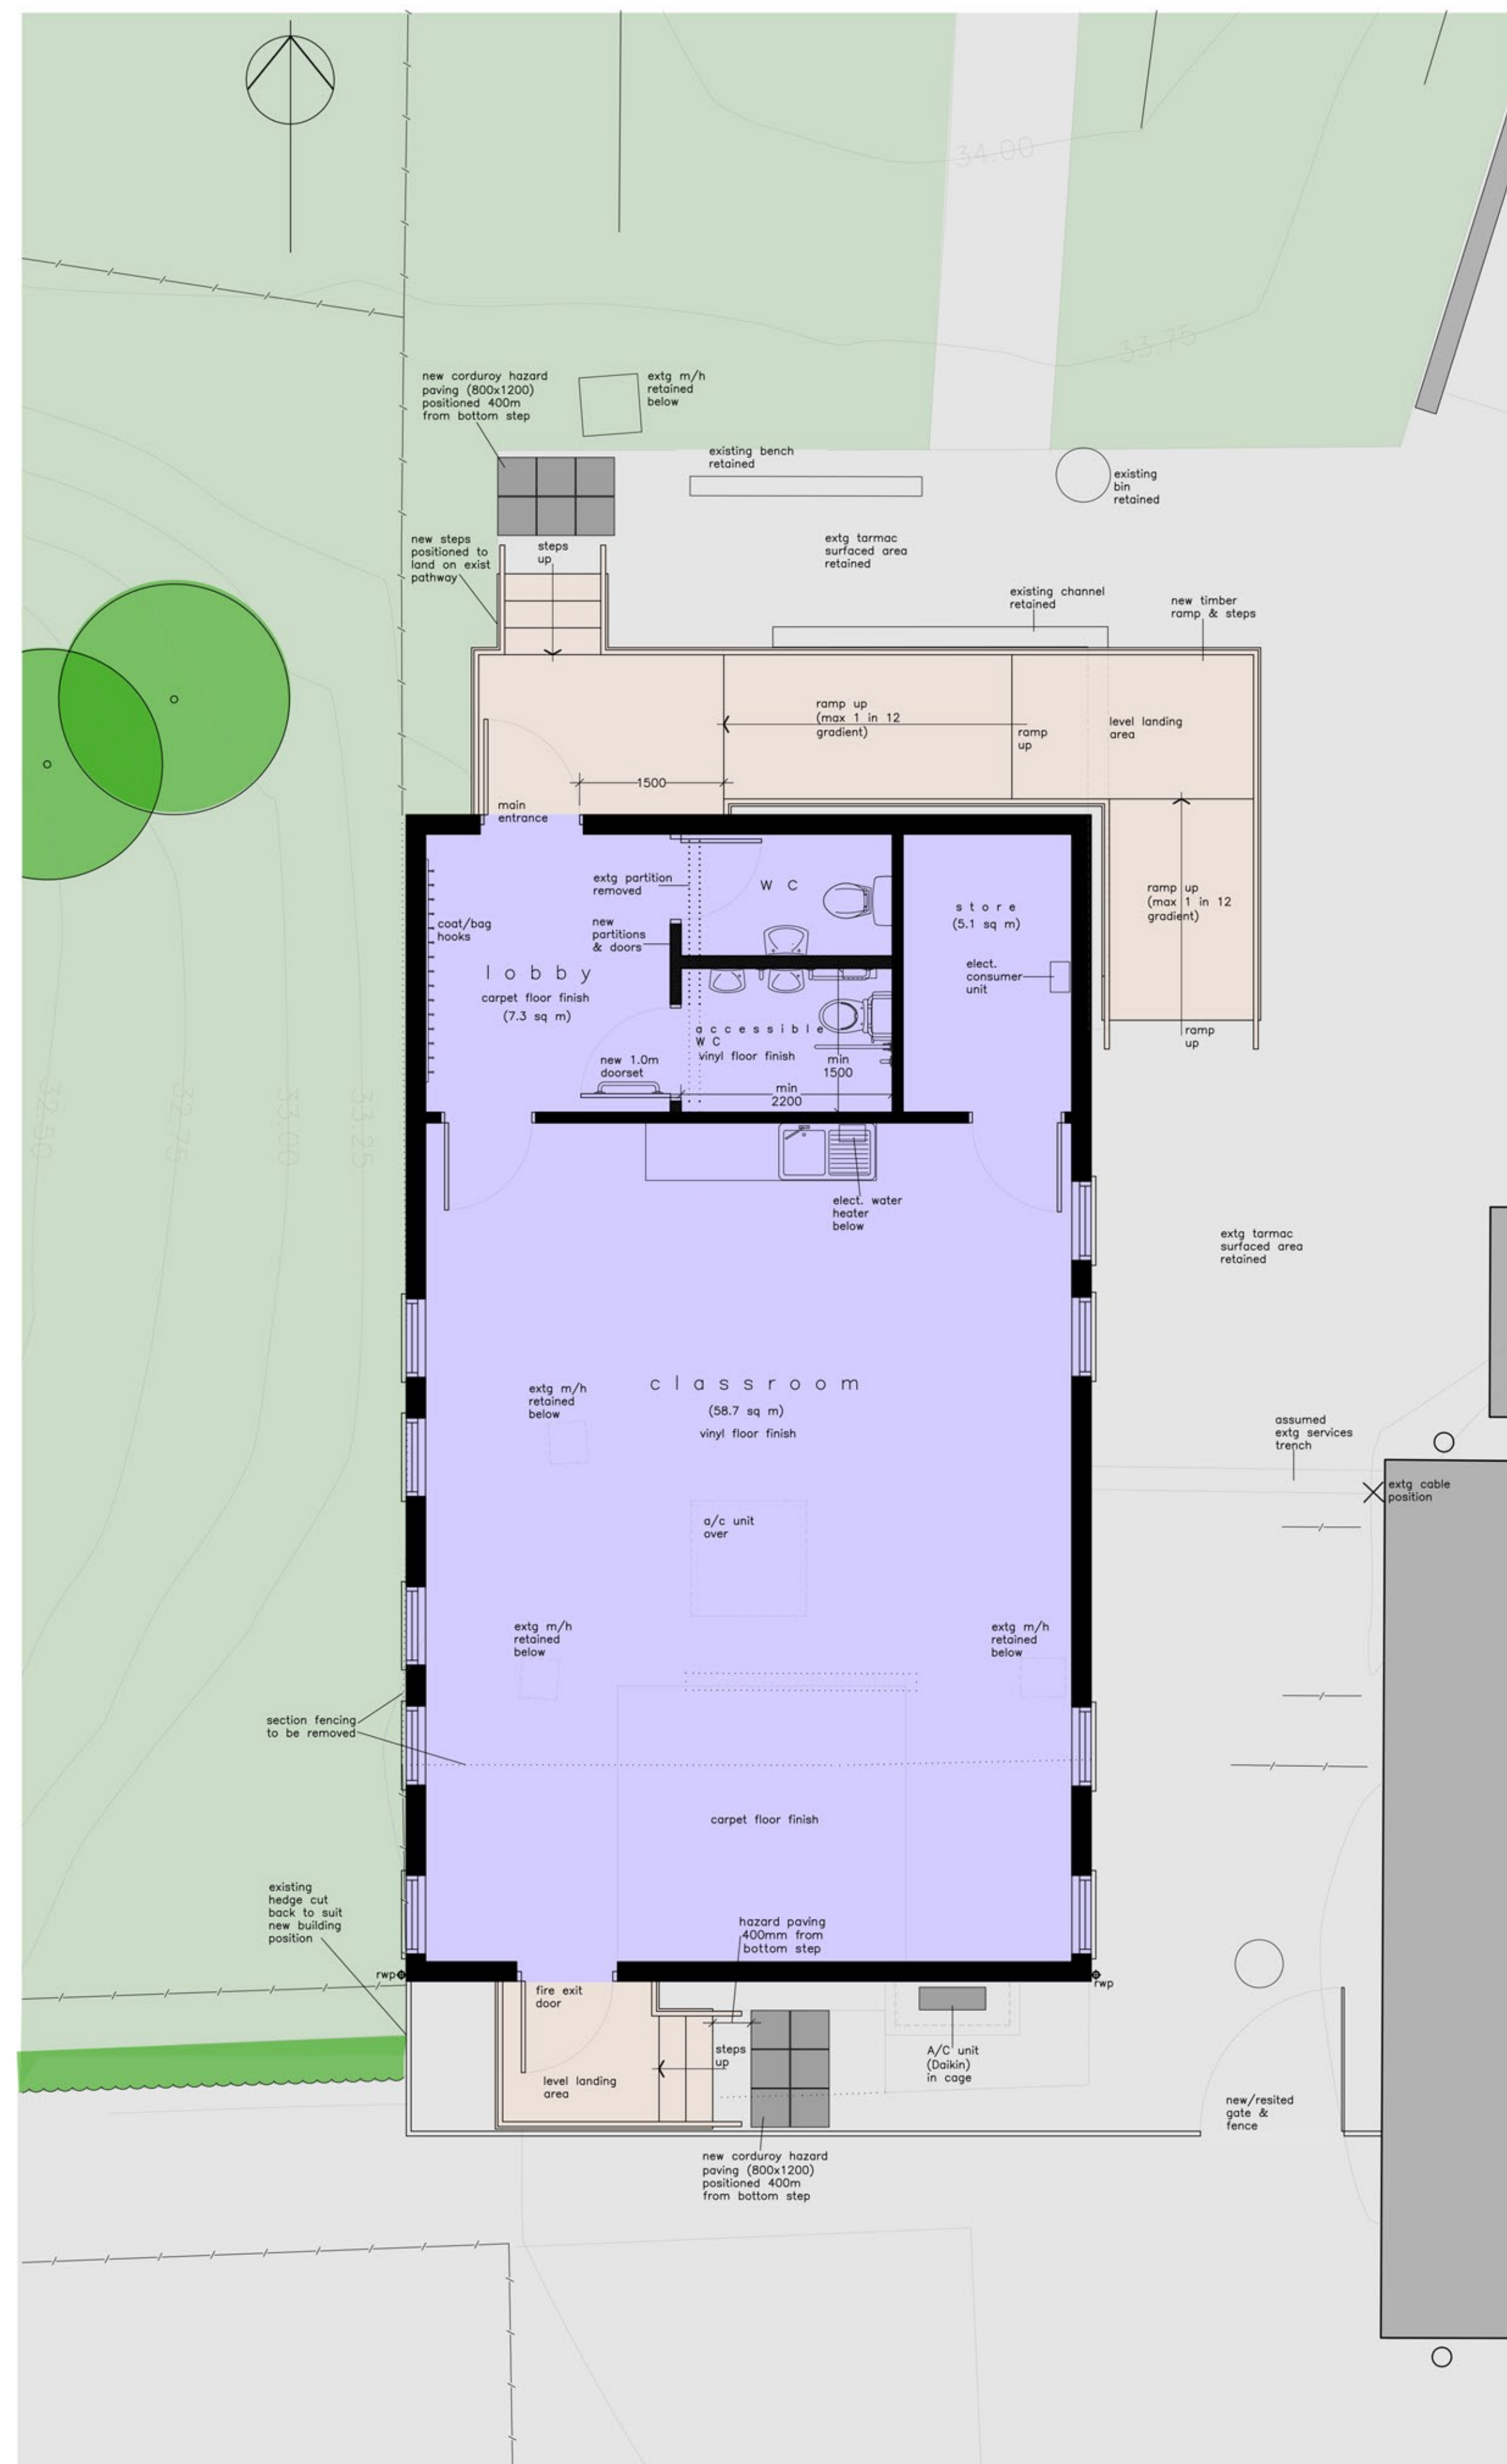 34.00
33.75
new corduroy hazard
paving (800x1200)
positioned 400m
from bottom step
extg m/h
retained
below
existing bench
retained
existing
bin
retained
new steps
positioned to
land on exist
pathway
steps
up
extg tarmac
surfaced area
retained
existing channel
retained
new timber
ramp & steps
ramp up
(max 1 in 12
gradient)
ramp
up
level landing
area
1500
main
entrance
extg partition
removed
W C
ramp up
(max 1 in 12
gradient)
store
(5.1 sq m)
coat/bag
hooks
new
partitions
& doors
lobby
carpet floor finish
(7.3 sq m)
elect.
consumer
unit
accessible
WC
vinyl floor finish
new 1.0m
doorset
min
1500
min
2200
ramp
up
32.50
32.75
33.00
33.25
elect. water
heater
below
extg tarmac
surfaced area
retained
classroom
(58.7 sq m)
vinyl floor finish
extg m/h
retained
below
assumed
extg services
trench
extg cable
position
a/c unit
over
extg m/h
retained
below
extg m/h
retained
below
section fencing
to be removed
carpet floor finish
existing
hedge cut
back to suit
new building
position
hazard paving
400mm from
bottom step
rwp
rwp
fire exit
door
steps
up
A/C unit
(Daikin)
in cage
level landing
area
new/resited
gate &
fence
new corduroy hazard
paving (800x1200)
positioned 400m
from bottom step